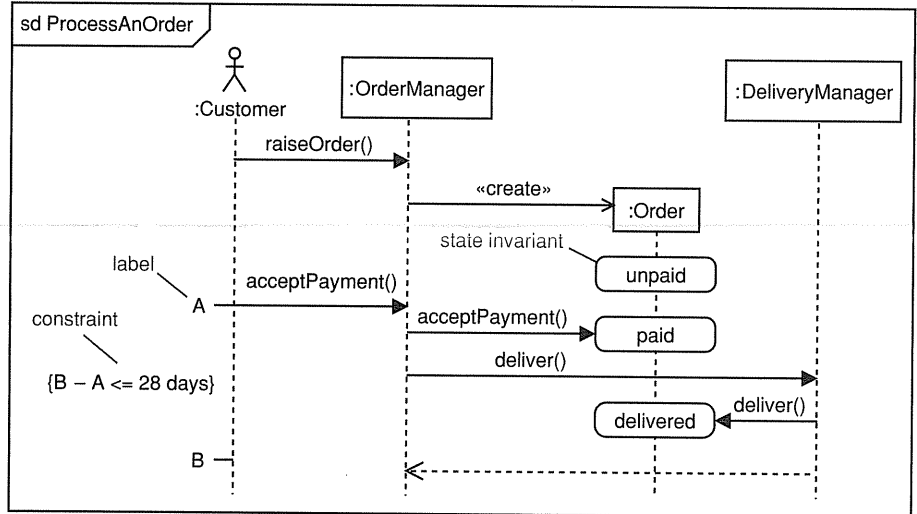 sd ProcessAnOrder
:Customer
:OrderManager
:DeliveryManager
raiseOrder()
«create»
:Order
state invariant
unpaid
label
A
acceptPayment()
constraint
acceptPayment()
paid
deliver()
{B – A <= 28 days}
delivered
deliver()
B